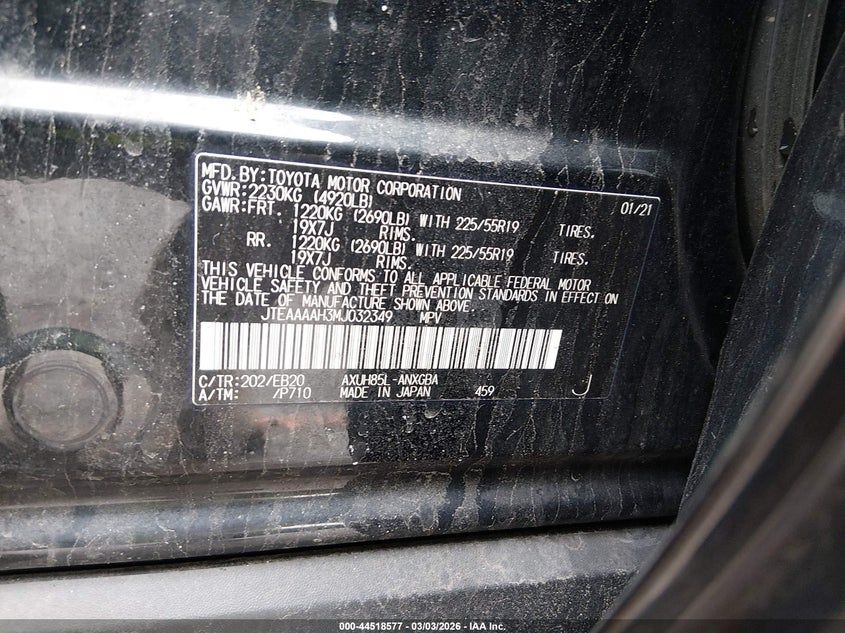 MFD. BY: TOYOTA MOTOR CORPORATION 01/21
GVWR: 2230KG (4920LB)
GAWR: FRT. 1220KG (2690LB) WITH 225/55R19 TIRES.
19X7J RIMS.
RR. 1220KG (2690LB) WITH 225/55R19 TIRES.
19X7J RIMS.
THIS VEHICLE CONFORMS TO ALL APPLICABLE FEDERAL MOTOR
VEHICLE SAFETY AND THEFT PREVENTION STANDARDS IN EFFECT ON
THE DATE OF MANUFACTURE SHOWN ABOVE.
JTEAAAAH3MJ032349 MPV
C/TR: 202/EB20 AXUH85L-ANXGBA J
A/TM: /P710 MADE IN JAPAN 459
000-44518577 — 03/03/2026 — IAA Inc.